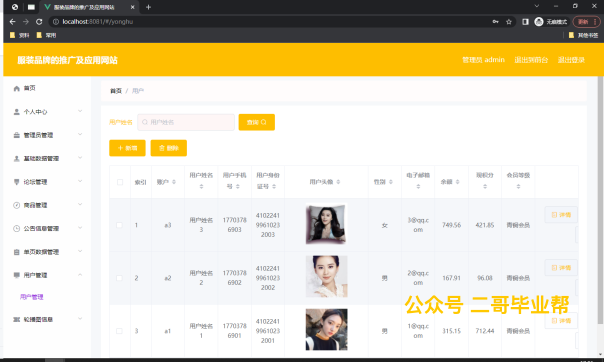 服装品牌的推广及应用网站
localhost:8081/#/yonghu
无痕模式
更新
资料
常用
其他书签
服装品牌的推广及应用网站
管理员 admin
退出到前台
退出登录
首页
个人中心
管理员管理
基础数据管理
论坛管理
商品管理
公告信息管理
单页数据管理
用户管理
用户管理
轮播图信息
首页 / 用户
用户姓名
用户姓名
查询
+ 新增
删除
索引
账户
用户姓名
用户手机号
用户身份证号
用户头像
性别
电子邮箱
余额
现积分
会员等级
1
a3
用户姓名3
17703786903
410224199610232003
女
3@qq.com
749.56
421.85
青铜会员
详情
2
a2
用户姓名2
17703786902
410224199610232002
男
2@qq.com
167.91
96.08
青铜会员
详情
3
a1
用户姓名1
17703786901
410224199610232001
男
1@qq.com
315.15
712.44
青铜会员
详情
公众号 二哥毕业帮